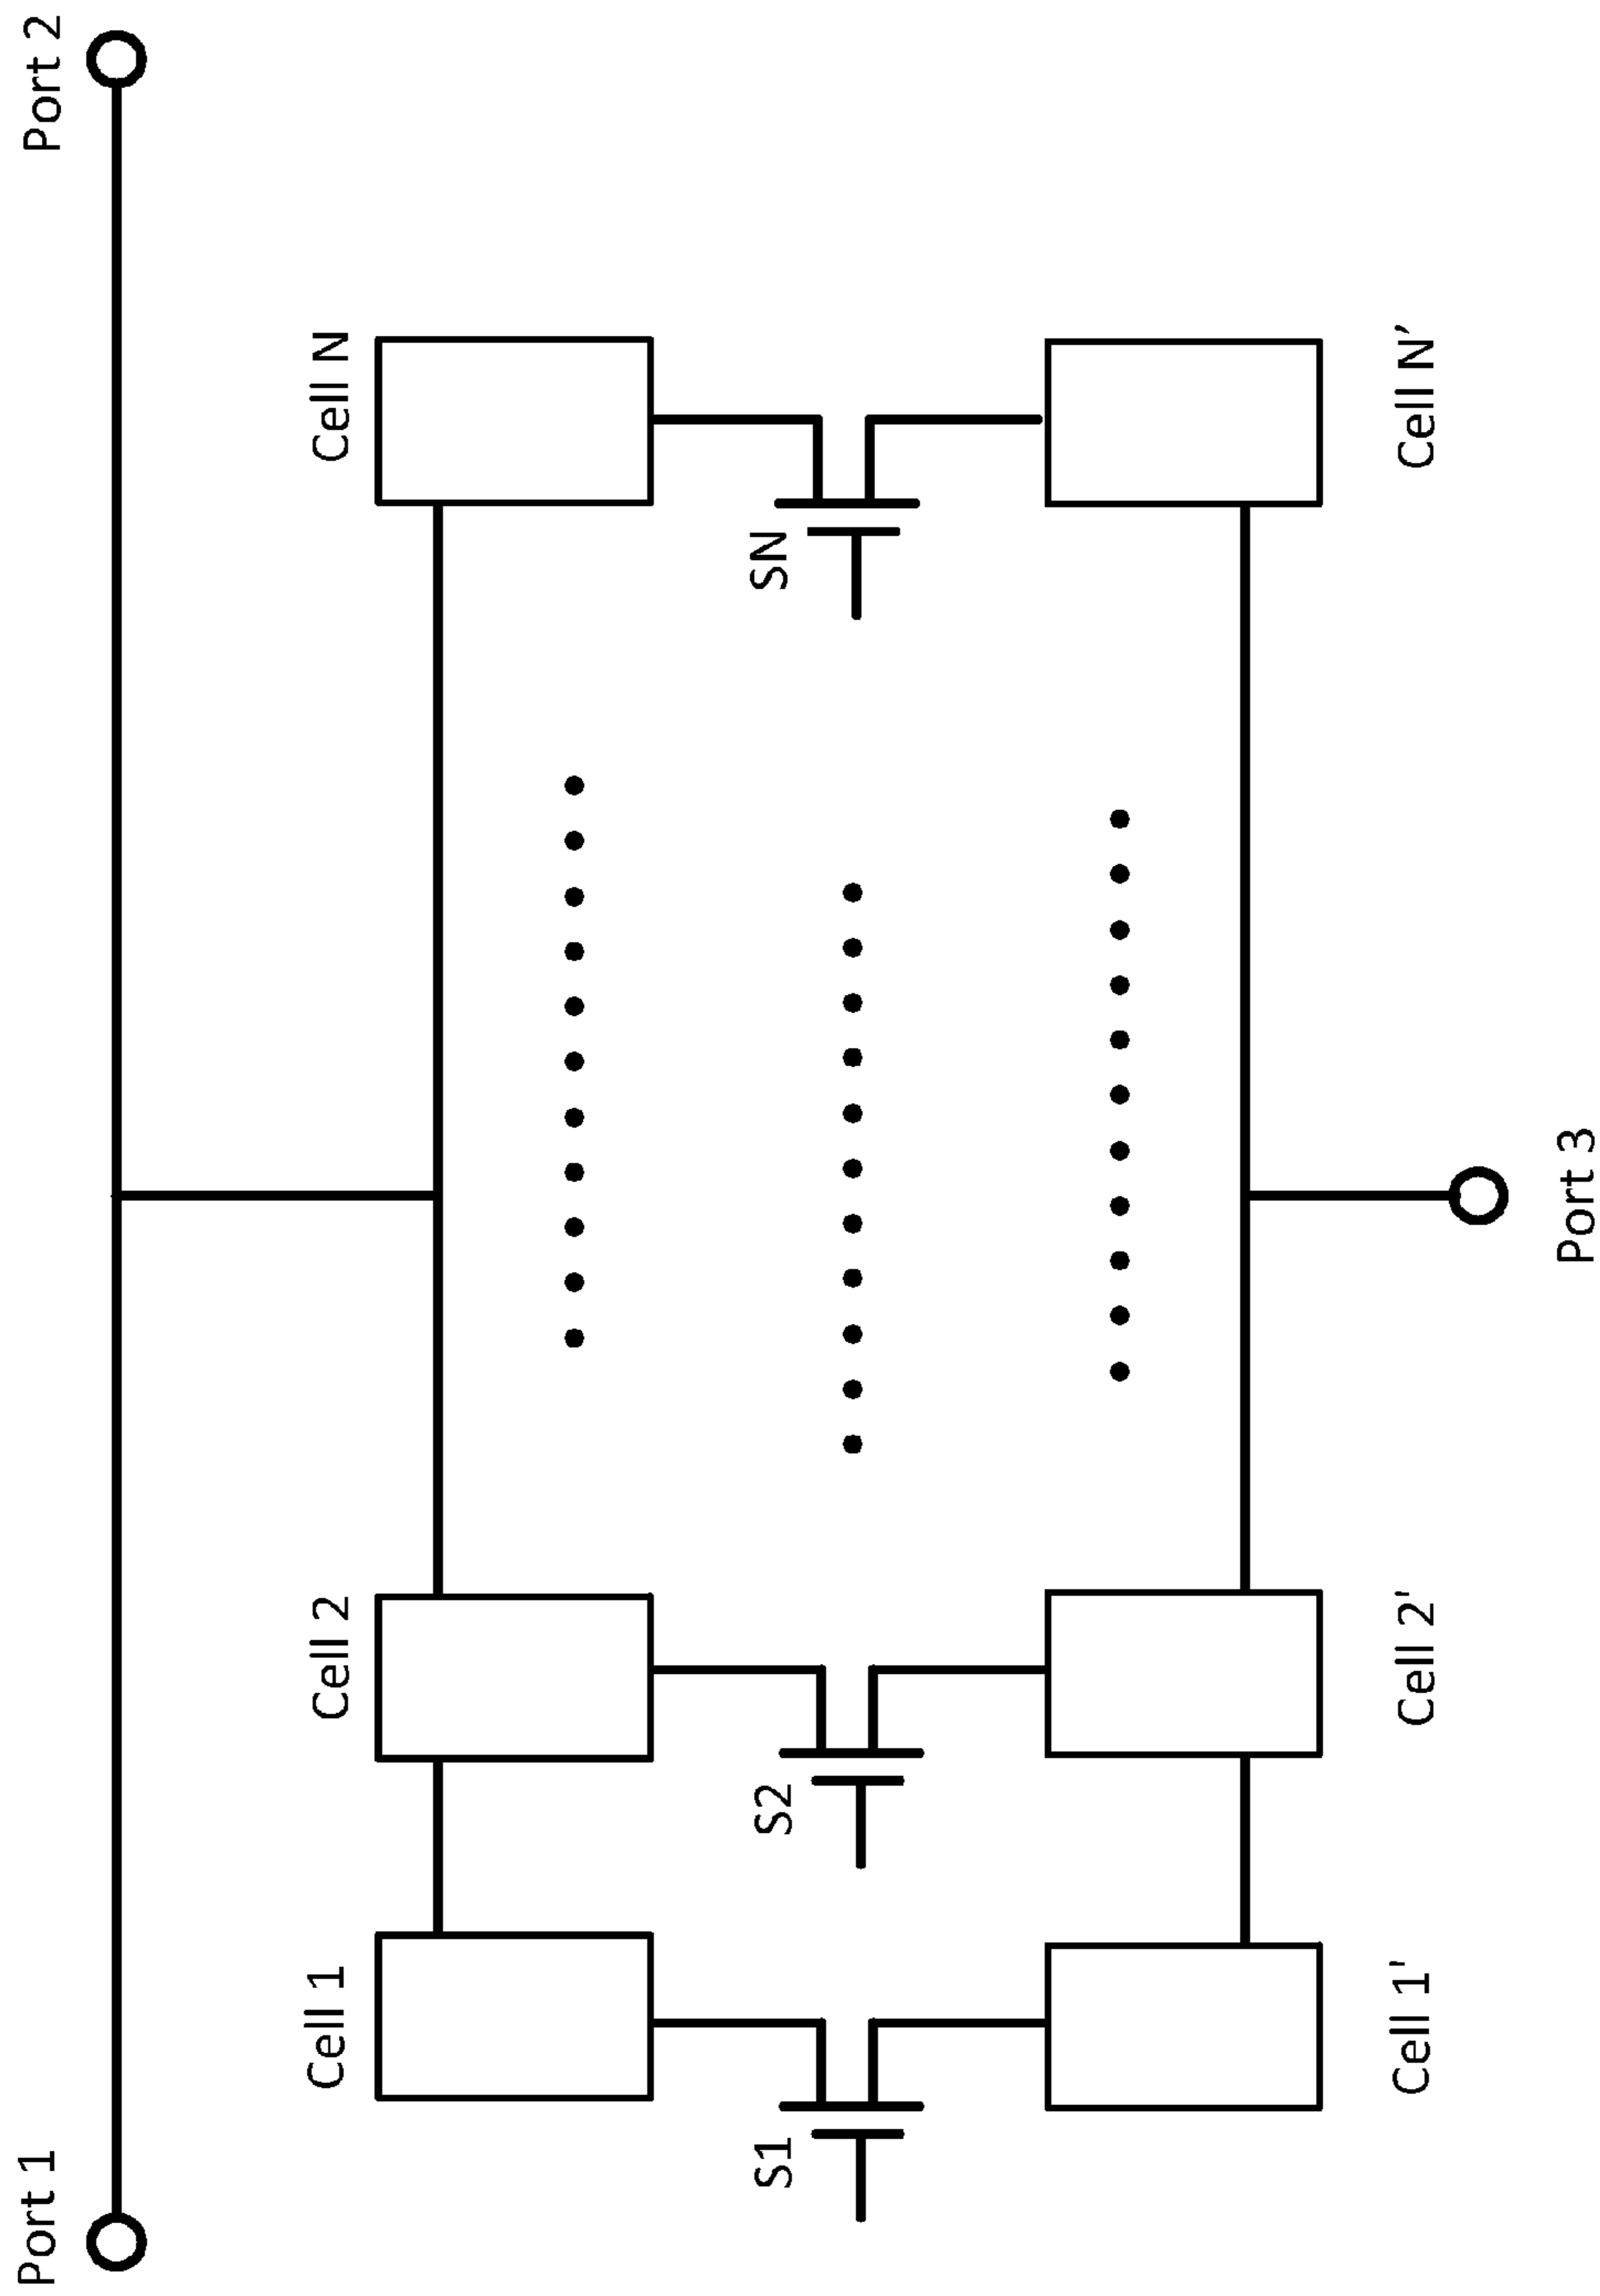 Port 1
Port 2
Cell 1
Cell 2
Cell N
S1
S2
SN
Cell 1'
Cell 2'
Cell N’
Port 3